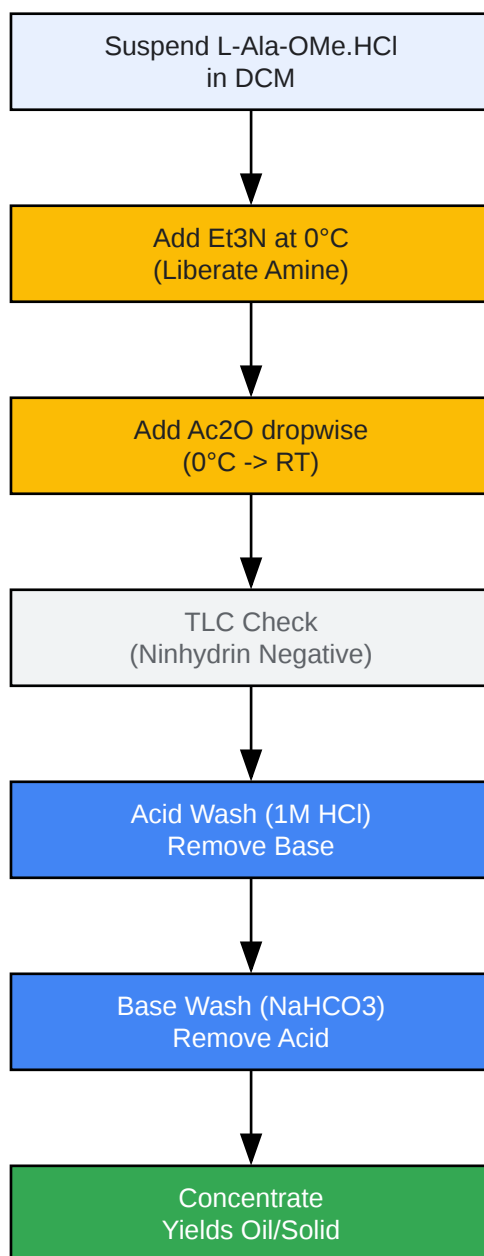 Suspend L-Ala-OMe.HCl
in DCM
Add Et3N at 0°C
(Liberate Amine)
Add Ac2O dropwise
(0°C -> RT)
TLC Check
(Ninhydrin Negative)
Acid Wash (1M HCl)
Remove Base
Base Wash (NaHCO3)
Remove Acid
Concentrate
Yields Oil/Solid